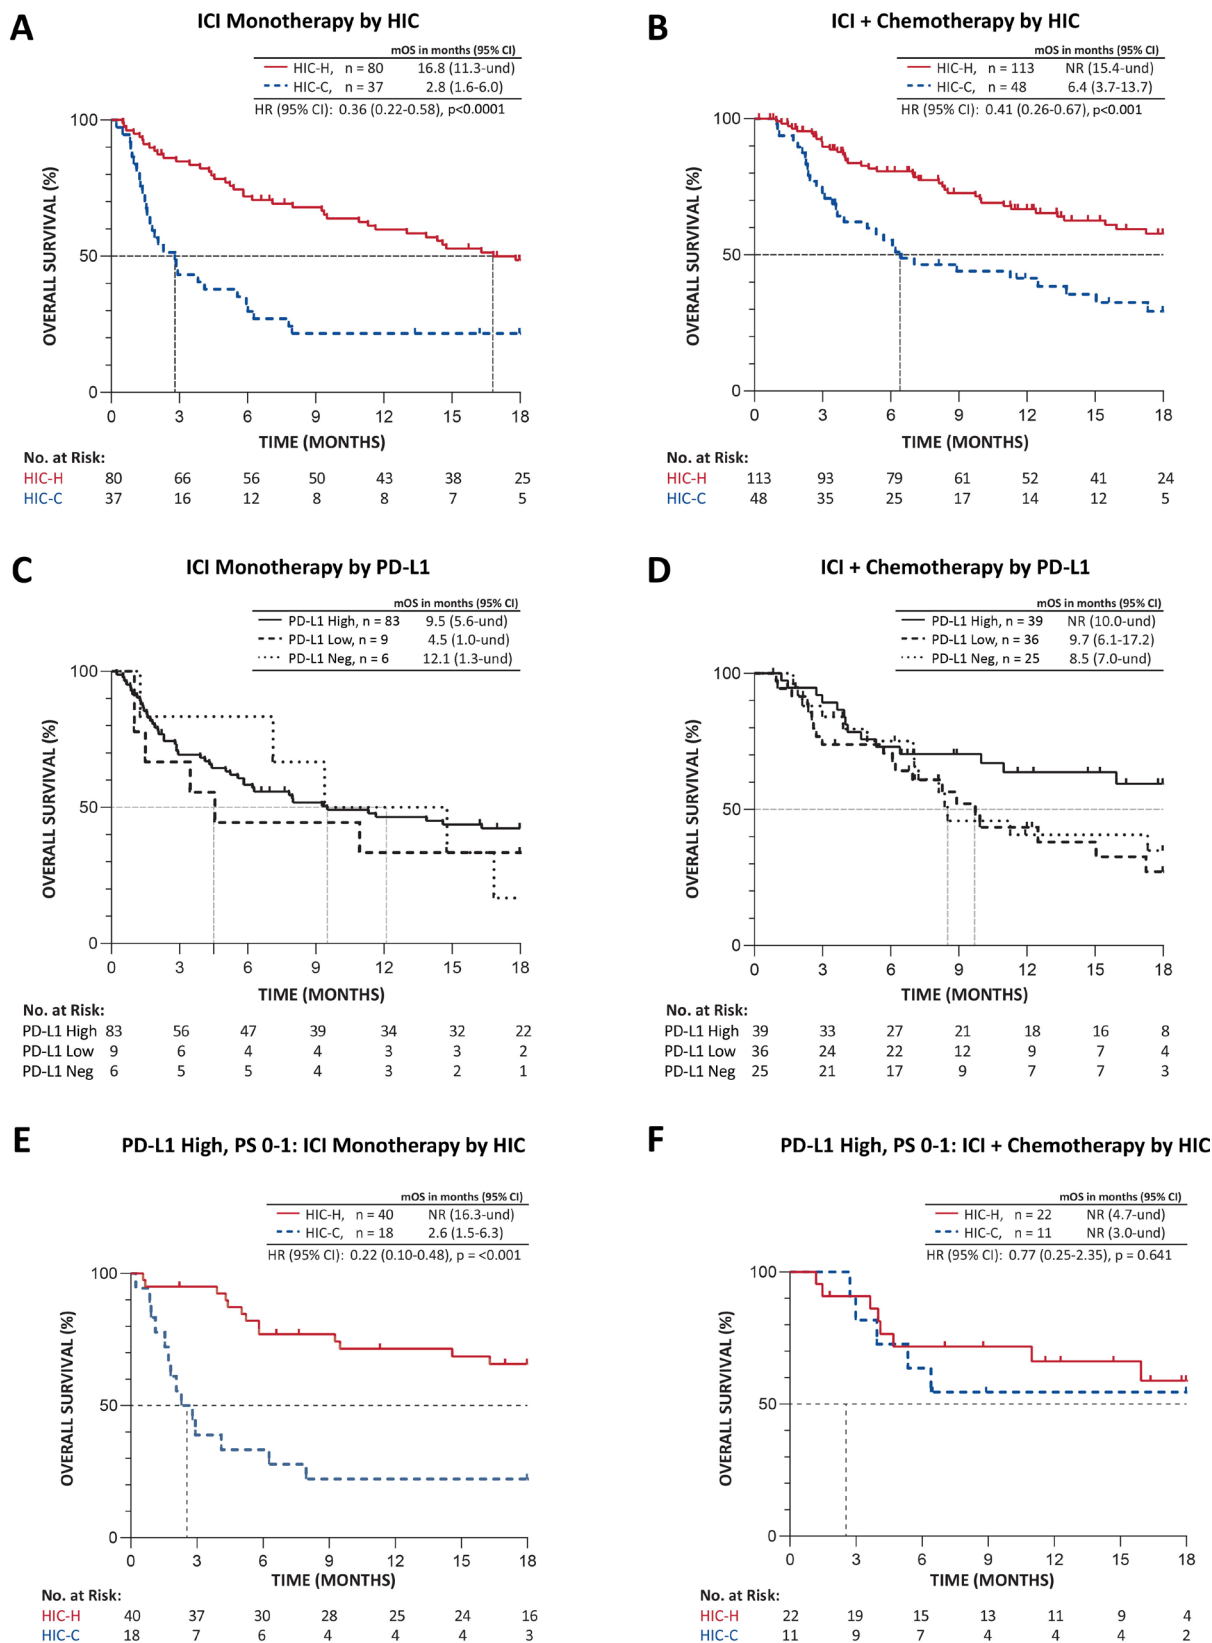 A
ICI Monotherapy by HIC
mOS in months (95% CI)
HIC-H, n = 80 16.8 (11.3-und)
HIC-C, n = 37 2.8 (1.6-6.0)
HR (95% CI): 0.36 (0.22-0.58), p<0.0001
OVERALL SURVIVAL (%)
100
50
0
0 3 6 9 12 15 18
TIME (MONTHS)
No. at Risk:
HIC-H 80 66 56 50 43 38 25
HIC-C 37 16 12 8 8 7 5
B
ICI + Chemotherapy by HIC
mOS in months (95% CI)
HIC-H, n = 113 NR (15.4-und)
HIC-C, n = 48 6.4 (3.7-13.7)
HR (95% CI): 0.41 (0.26-0.67), p<0.001
OVERALL SURVIVAL (%)
100
50
0
0 3 6 9 12 15 18
TIME (MONTHS)
No. at Risk:
HIC-H 113 93 79 61 52 41 24
HIC-C 48 35 25 17 14 12 5
C
ICI Monotherapy by PD-L1
mOS in months (95% CI)
PD-L1 High, n = 83 9.5 (5.6-und)
PD-L1 Low, n = 9 4.5 (1.0-und)
PD-L1 Neg, n = 6 12.1 (1.3-und)
OVERALL SURVIVAL (%)
100
50
0
0 3 6 9 12 15 18
TIME (MONTHS)
No. at Risk:
PD-L1 High 83 56 47 39 34 32 22
PD-L1 Low 9 6 4 4 3 3 2
PD-L1 Neg 6 5 5 4 3 2 1
D
ICI + Chemotherapy by PD-L1
mOS in months (95% CI)
PD-L1 High, n = 39 NR (10.0-und)
PD-L1 Low, n = 36 9.7 (6.1-17.2)
PD-L1 Neg, n = 25 8.5 (7.0-und)
OVERALL SURVIVAL (%)
100
50
0
0 3 6 9 12 15 18
TIME (MONTHS)
No. at Risk:
PD-L1 High 39 33 27 21 18 16 8
PD-L1 Low 36 24 22 12 9 7 4
PD-L1 Neg 25 21 17 9 7 7 3
E
PD-L1 High, PS 0-1: ICI Monotherapy by HIC
mOS in months (95% CI)
HIC-H, n = 40 NR (16.3-und)
HIC-C, n = 18 2.6 (1.5-6.3)
HR (95% CI): 0.22 (0.10-0.48), p = <0.001
OVERALL SURVIVAL (%)
100
50
0
0 3 6 9 12 15 18
TIME (MONTHS)
No. at Risk:
HIC-H 40 37 30 28 25 24 16
HIC-C 18 7 6 4 4 4 3
F
PD-L1 High, PS 0-1: ICI + Chemotherapy by HIC
mOS in months (95% CI)
HIC-H, n = 22 NR (4.7-und)
HIC-C, n = 11 NR (3.0-und)
HR (95% CI): 0.77 (0.25-2.35), p = 0.641
OVERALL SURVIVAL (%)
100
50
0
0 3 6 9 12 15 18
TIME (MONTHS)
No. at Risk:
HIC-H 22 19 15 13 11 9 4
HIC-C 11 9 7 4 4 4 2